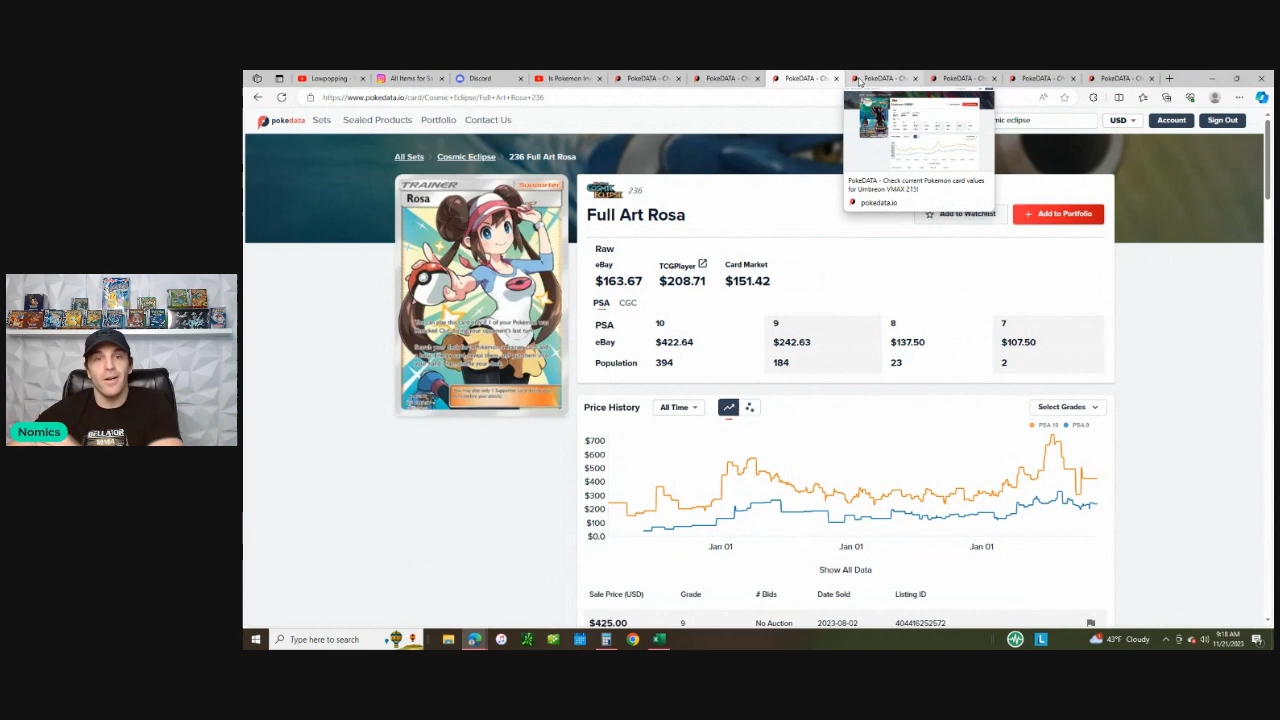 Lowpopping -
All Items for Sa
Discord
Is Pokemon In
PokeDATA - Ch
PokeDATA - Ch
PokeDATA - Ch
PokeDATA - Ch
PokeDATA - Ch
PokeDATA - Ch
PokeDATA - Ch
https://www.pokedata.io/card/Cosmic+Eclipse/Full+Art+Rosa+236
pokedata
Sets
Sealed Products
Portfolio
Contact Us
mic eclipse
USD
Account
Sign Out
PokeDATA - Check current Pokemon card values
for Umbreon VMAX 215!
pokedata.io
All Sets
Cosmic Eclipse
236 Full Art Rosa
TRAINER
Supporter
Rosa
COSMIC ECLIPSE
236
Full Art Rosa
Add to Watchlist
Add to Portfolio
Raw
eBay
TCGPlayer
Card Market
$163.67
$208.71
$151.42
PSA
CGC
PSA 10 9 8 7
eBay $422.64 $242.63 $137.50 $107.50
Population 394 184 23 2
Price History
All Time
Select Grades
PSA 10
PSA 9
$700
$600
$500
$400
$300
$200
$100
$0.0
Jan 01
Jan 01
Jan 01
Show All Data
Sale Price (USD) Grade # Bids Date Sold Listing ID
$425.00 9 No Auction 2023-08-02 404416252572
Nomics
BELLATOR
Type here to search
43°F Cloudy
9:18 AM
11/21/2023